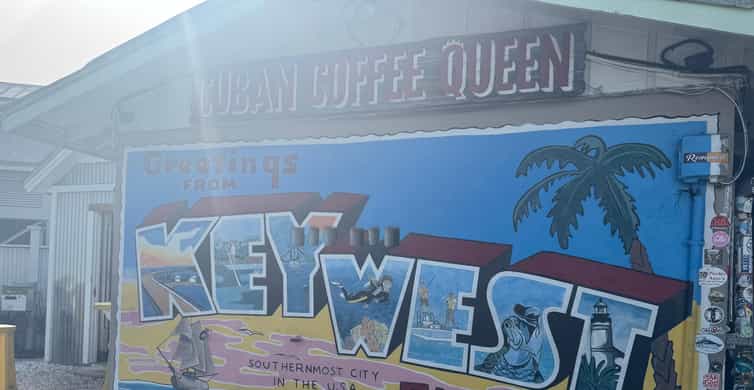 CUBAN COFFEE QUEEN
Greetings
FROM
KEY WEST
SOUTHERNMOST CITY
IN THE U.S.A.